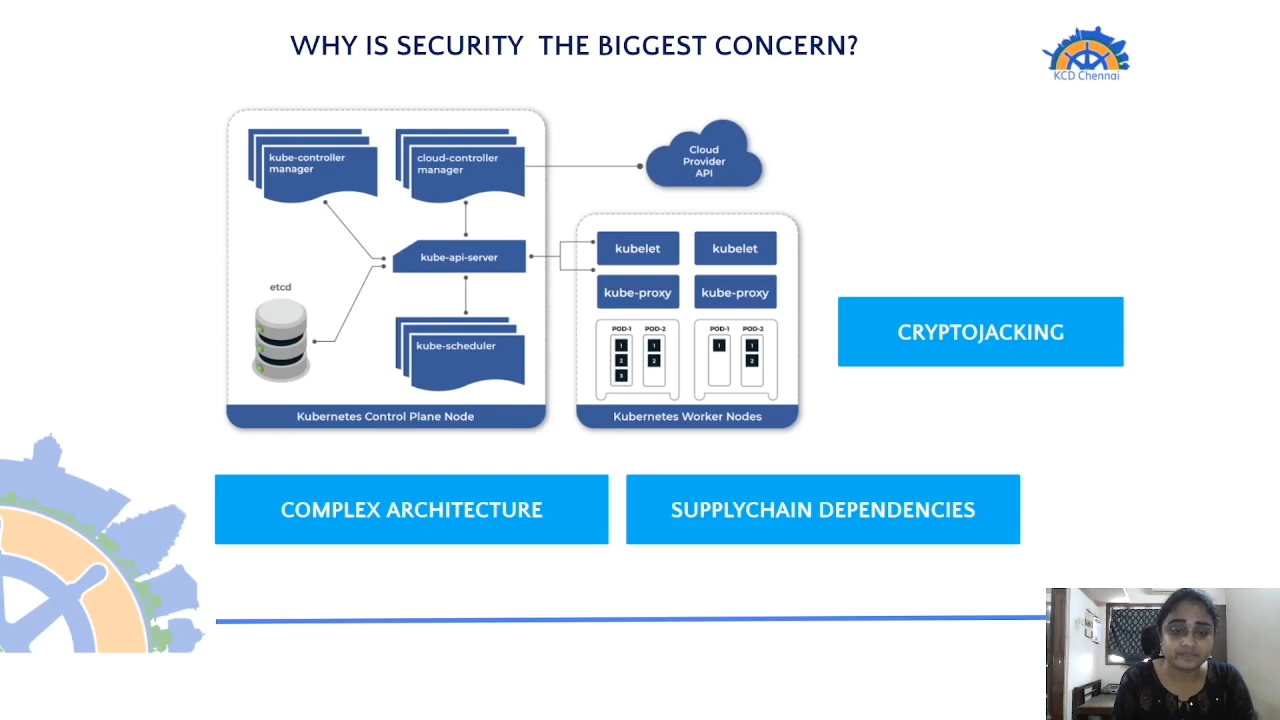 WHY IS SECURITY THE BIGGEST CONCERN?
KCD Chennai
kube-controller
manager
cloud-controller
manager
Cloud
Provider
API
kube-api-server
etcd
kube-scheduler
Kubernetes Control Plane Node
kubelet
kubelet
kube-proxy
kube-proxy
POD-1
POD-2
POD-1
POD-2
1
2
3
1
2
1
1
2
Kubernetes Worker Nodes
CRYPTOJACKING
COMPLEX ARCHITECTURE
SUPPLYCHAIN DEPENDENCIES